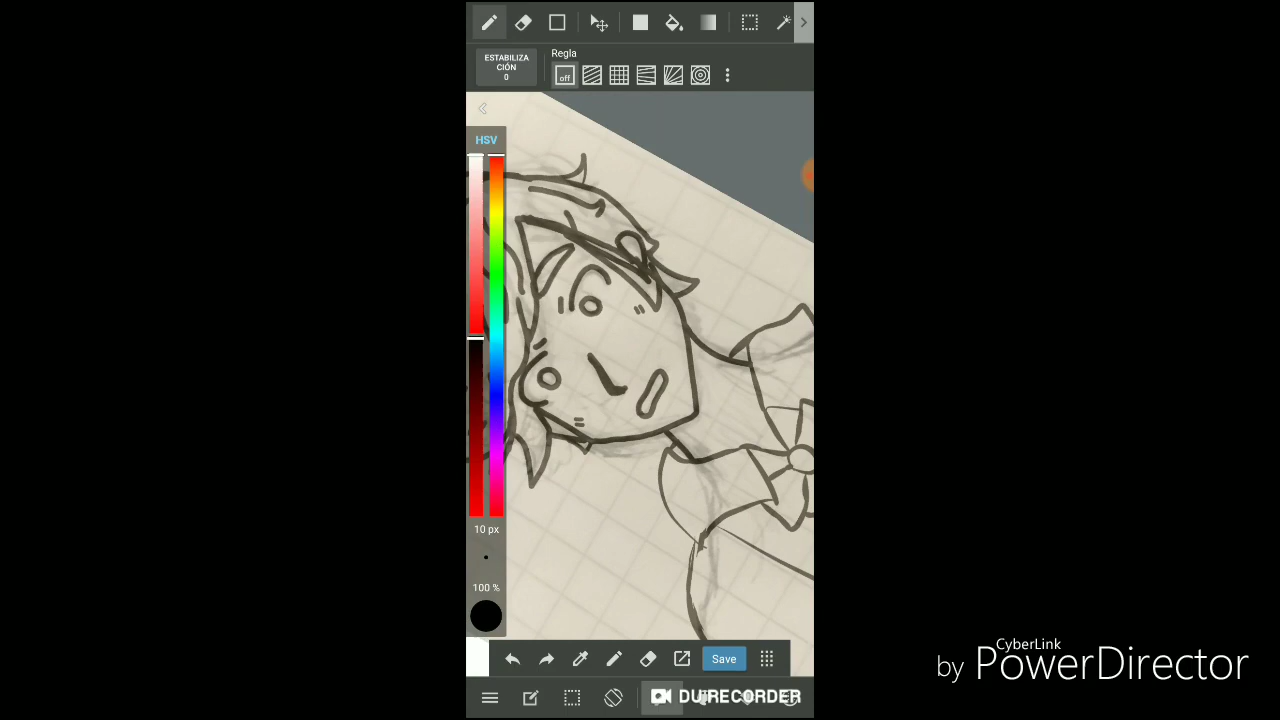 ESTABILIZA
CIÓN
0
Regla
off
HSV
10 px
100 %
Save
DU RECORDER
CyberLink
by PowerDirector